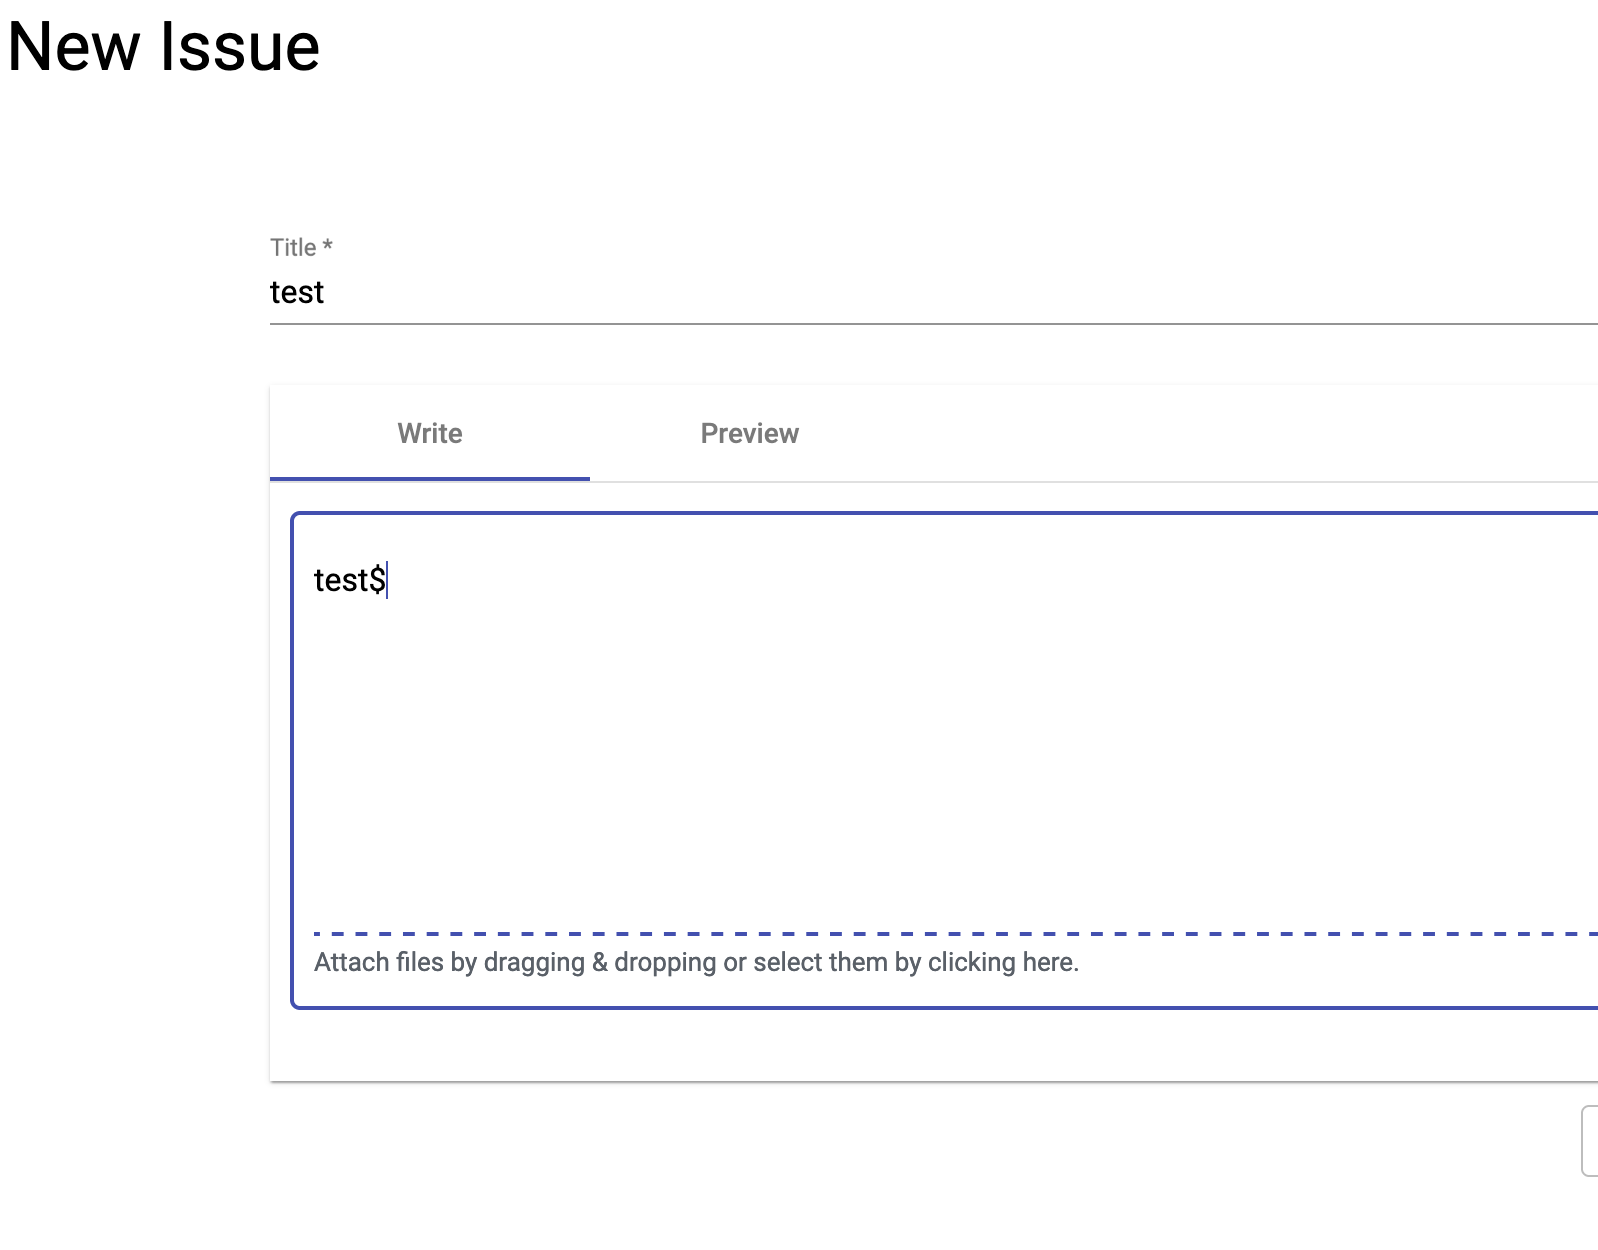 New Issue
Title *
test
Write Preview
test$
Attach files by dragging & dropping or select them by clicking here.